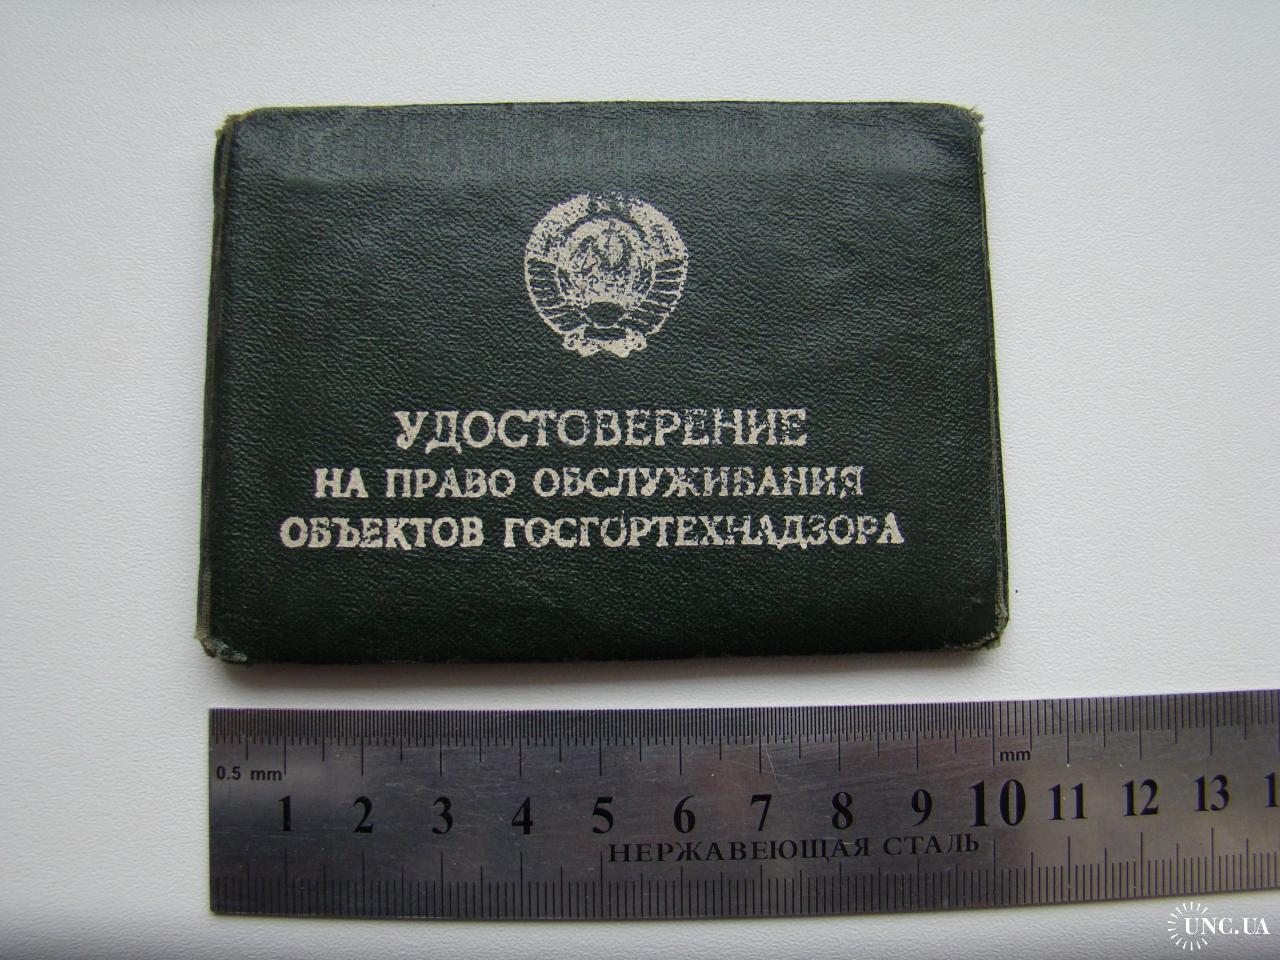 УДОСТОВЕРЕНИЕ
НА ПРАВО ОБСЛУЖИВАНИЯ
ОБЪЕКТОВ ГОСГОРТЕХНАДЗОРА
0.5 mm
mm
1 2 3 4 5 6 7 8 9 10 11 12 13 1
НЕРЖАВЕЮЩАЯ СТАЛЬ
UNC.UA